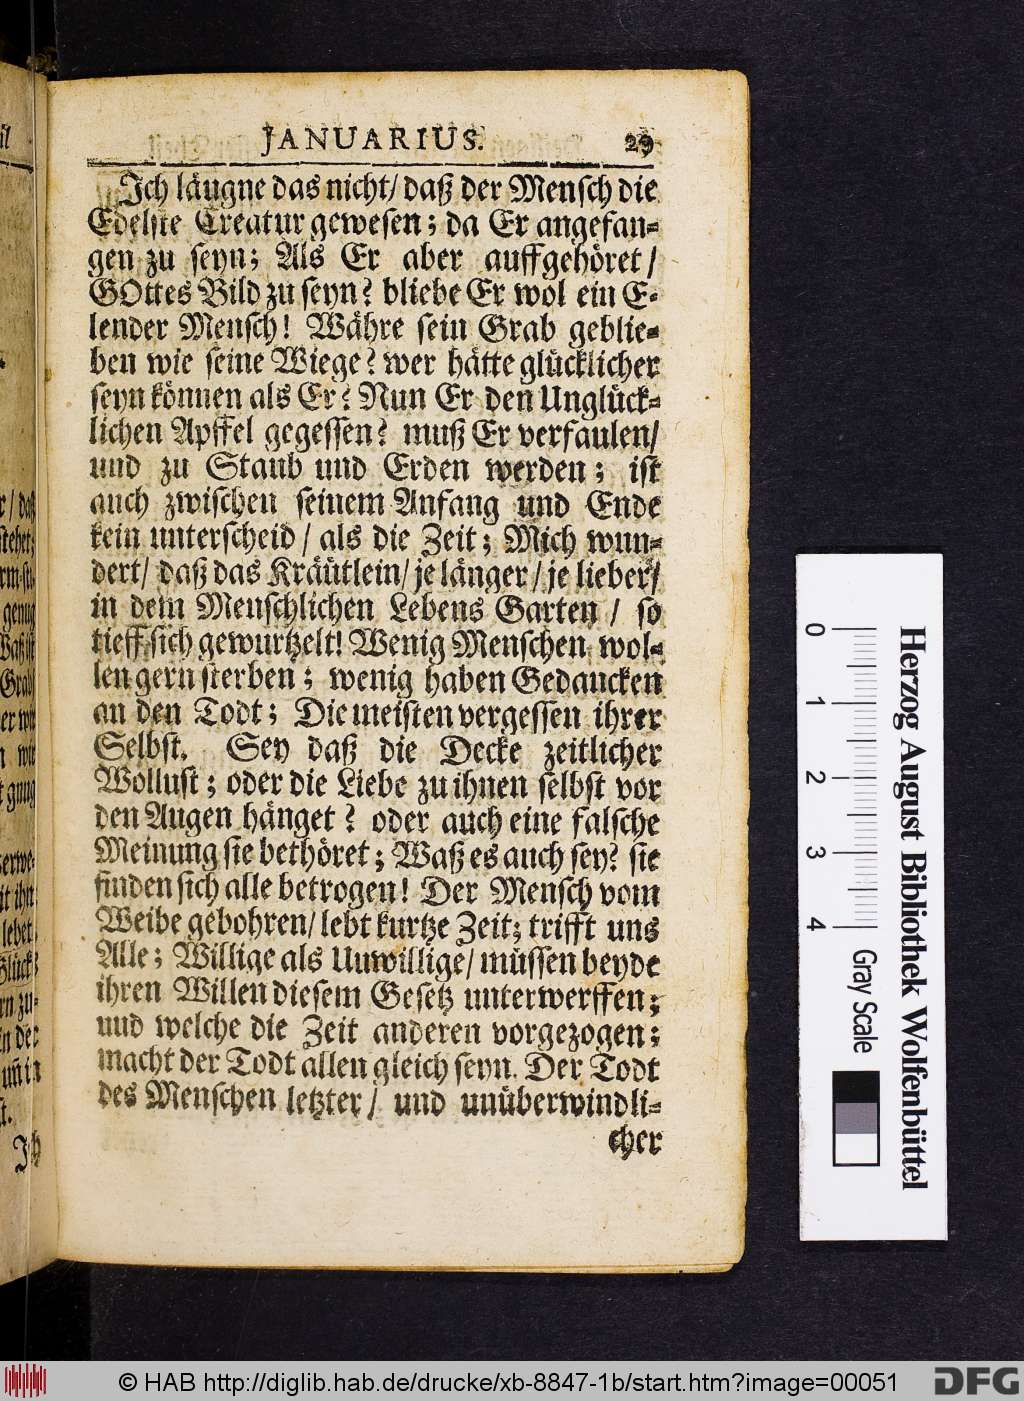 JANUARIUS. 29
Ich läugne das nicht/ daß der Mensch die
Edelste Creatur gewesen; da Er angefan-
gen zu seyn; Als Er aber auffgehöret/
GOttes Bild zu seyn? bliebe Er wol ein E-
lender Mensch! Währe sein Grab geblie-
ben wie seine Wiege? wer hätte glücklicher
seyn können als Er? Nun Er den Unglück-
lichen Apffel gegessen? muß Er verfaulen/
und zu Staub und Erden werden; ist
auch zwischen seinem Anfang und Ende
kein unterscheid/ als die Zeit; Mich wun-
dert/ daß das Kräütlein/ je länger/ je lieber/
in dem Menschlichen Lebens Garten/ so
tieff sich gewurtzelt! Wenig Menschen wol-
len gern sterben; wenig haben Gedancken
an den Todt; Die meisten vergessen ihrer
Selbst. Sey daß die Decke zeitlicher
Wollust; oder die Liebe zu ihnen selbst vor
den Augen hänget? oder auch eine falsche
Meinung sie bethöret; Waß es auch sey? sie
finden sich alle betrogen! Der Mensch vom
Weibe gebohren/ lebt kurtze Zeit; trifft uns
Alle; Willige als Unwillige/ müssen beyde
ihren Willen diesem Gesetz unterwerffen;
und welche die Zeit anderen vorgezogen;
macht der Todt allen gleich seyn. Der Todt
des Menschen letzter/ und unüberwindli-
cher
0 1 2 3 4
Gray Scale
Herzog August Bibliothek Wolfenbüttel
© HAB http://diglib.hab.de/drucke/xb-8847-1b/start.htm?image=00051
DFG